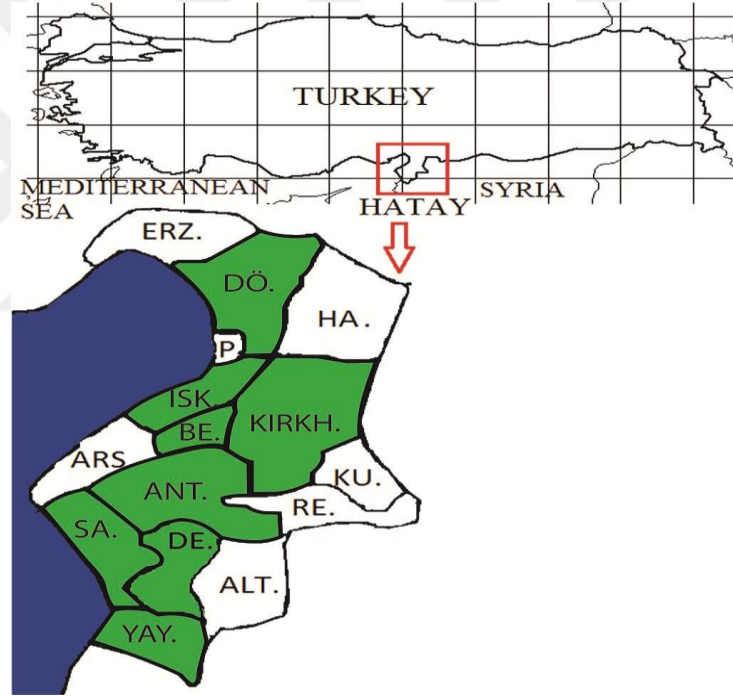 TURKEY
MEDITERRANEAN
SEA
SYRIA
HATAY
ERZ.
DÖ.
HA.
P
ISK.
BE.
KIRKH.
ARS
ANT.
KU.
RE.
SA.
DE.
ALT.
YAY.